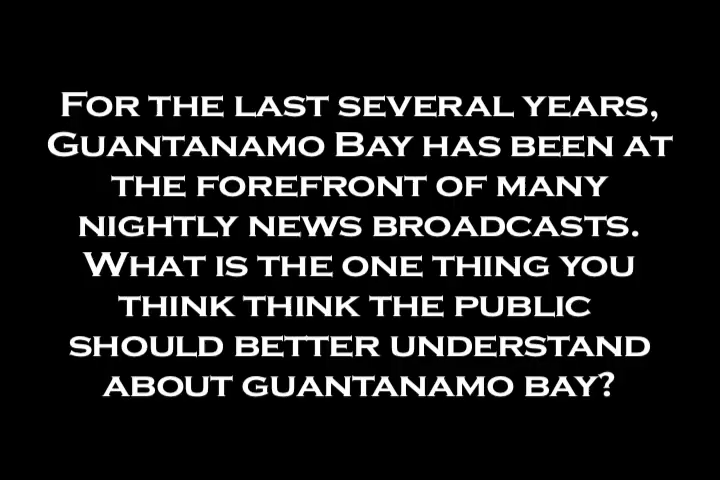 For the last several years,
Guantanamo Bay has been at
the forefront of many
nightly news broadcasts.
What is the one thing you
think think the public
should better understand
about guantanamo bay?